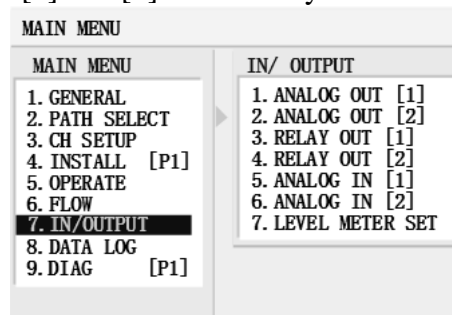 MAIN MENU
MAIN MENU
1. GENERAL
2. PATH SELECT
3. CH SETUP
4. INSTALL [P1]
5. OPERATE
6. FLOW
7. IN/OUTPUT
8. DATA LOG
9. DIAG [P1]
IN/ OUTPUT
1. ANALOG OUT [1]
2. ANALOG OUT [2]
3. RELAY OUT [1]
4. RELAY OUT [2]
5. ANALOG IN [1]
6. ANALOG IN [2]
7. LEVEL METER SET